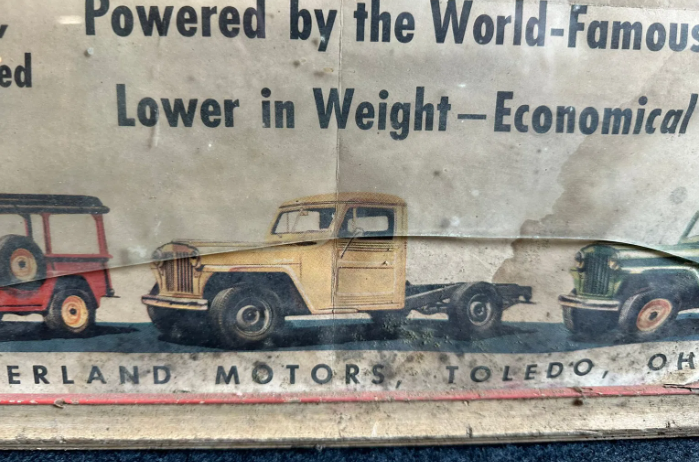 Powered by the World-Famous
ed
Lower in Weight—Economical
ERLAND MOTORS, TOLEDO, OH